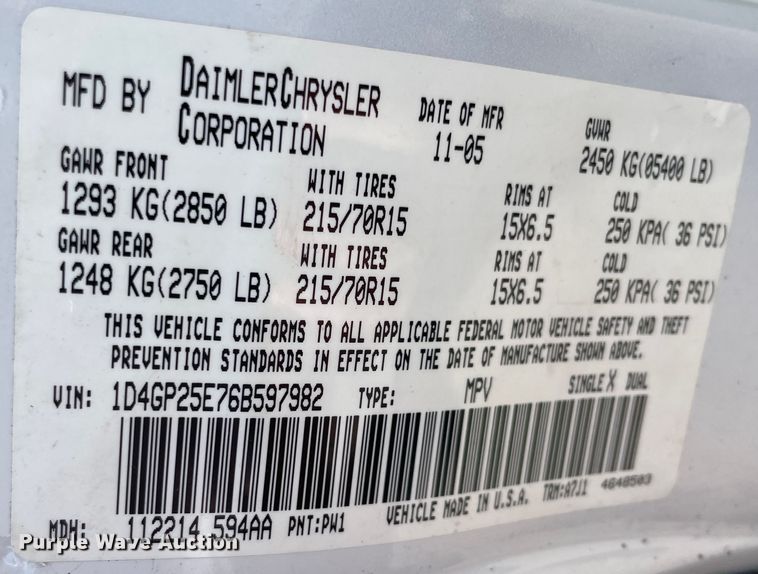 MFD BY DAIMLERCHRYSLER CORPORATION
DATE OF MFR 11-05
GVWR 2450 KG(05400 LB)
GAWR FRONT WITH TIRES RIMS AT COLD
1293 KG(2850 LB) 215/70R15 15X6.5 250 KPA( 36 PSI)
GAWR REAR WITH TIRES RIMS AT COLD
1248 KG(2750 LB) 215/70R15 15X6.5 250 KPA( 36 PSI)
THIS VEHICLE CONFORMS TO ALL APPLICABLE FEDERAL MOTOR VEHICLE SAFETY AND THEFT
PREVENTION STANDARDS IN EFFECT ON THE DATE OF MANUFACTURE SHOWN ABOVE.
VIN: 1D4GP25E76B597982 TYPE: MPV SINGLE X DUAL
MDH: 112214 594AA PNT:PW1 VEHICLE MADE IN U.S.A. TRM:A7J1 4648503
Purple Wave Auction